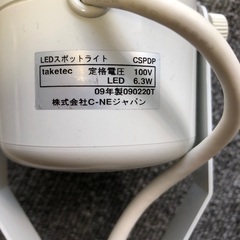 LEDスポットライト CSPDP
taketec 定格電圧 100V
LED 6.3W
09年製090220T
株式会社C-NEジャパン